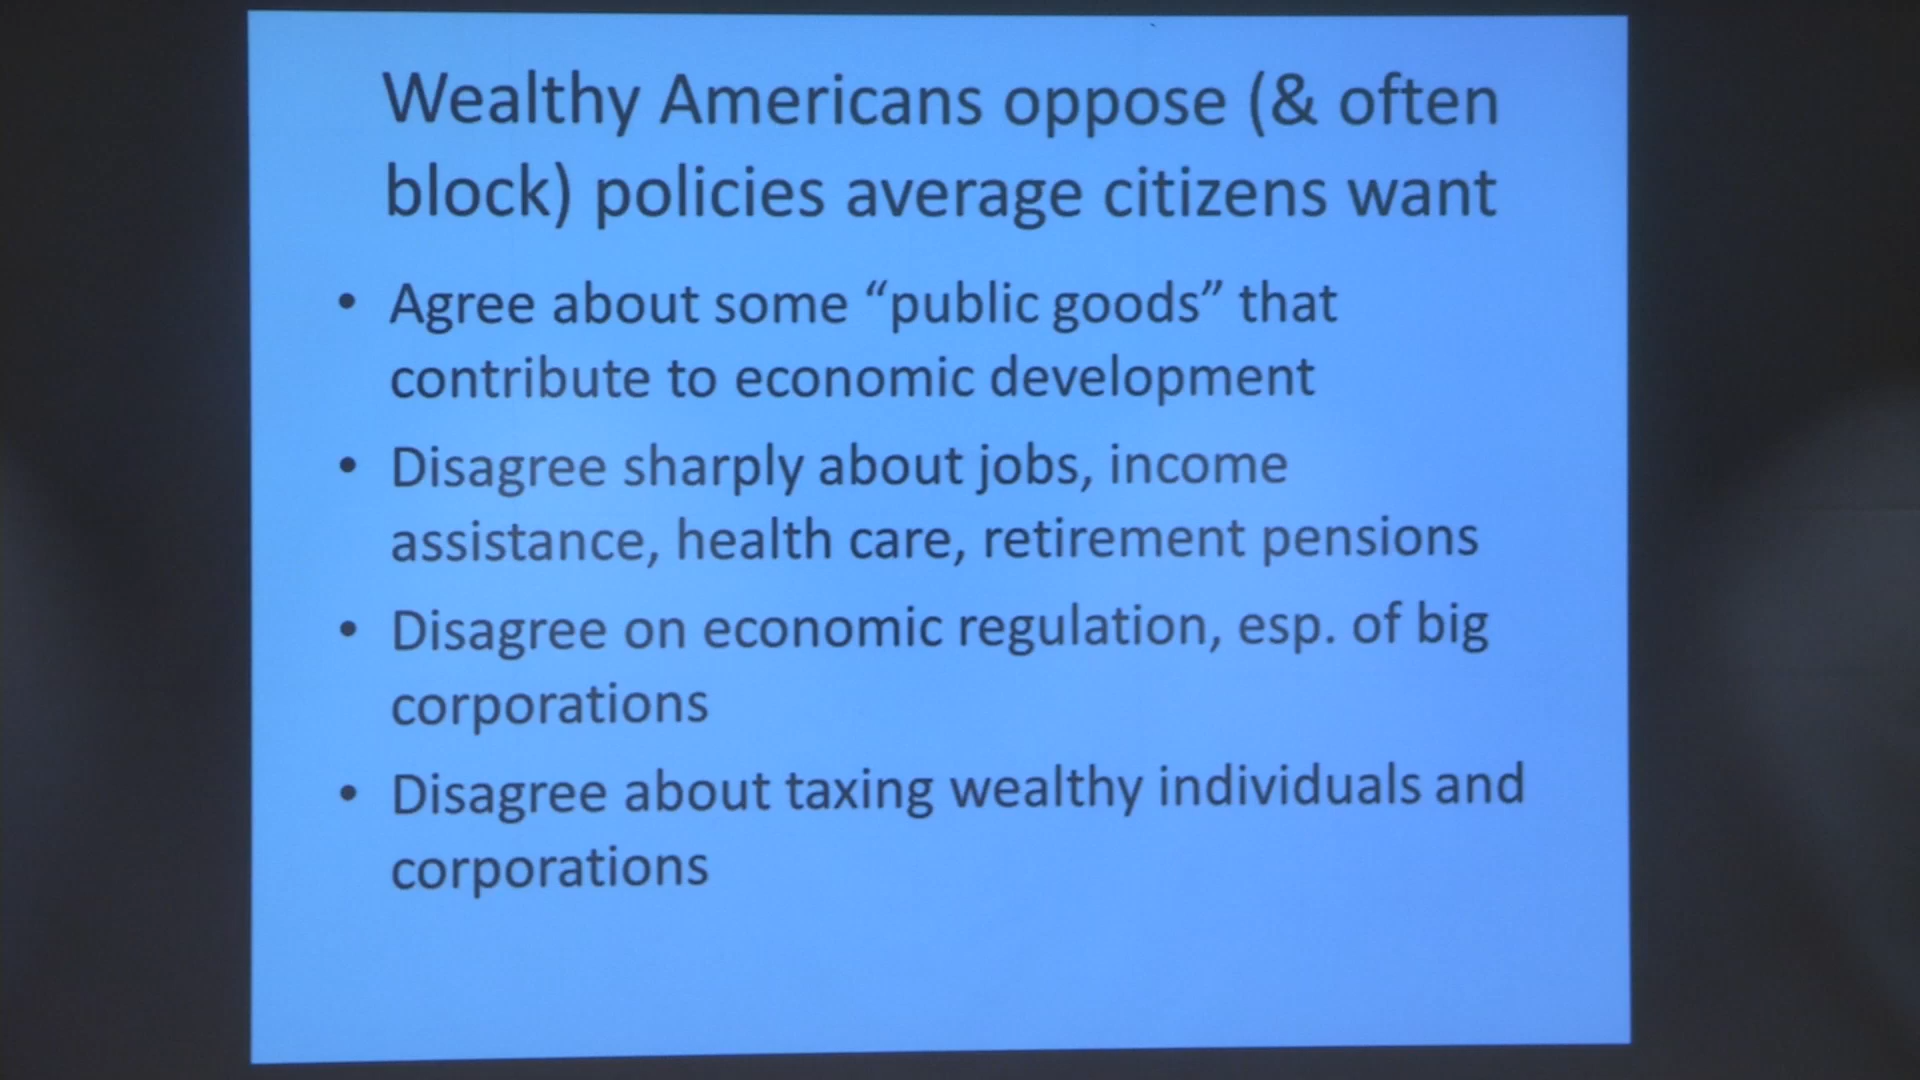 Wealthy Americans oppose (& often
block) policies average citizens want
• Agree about some “public goods” that
contribute to economic development
• Disagree sharply about jobs, income
assistance, health care, retirement pensions
• Disagree on economic regulation, esp. of big
corporations
• Disagree about taxing wealthy individuals and
corporations